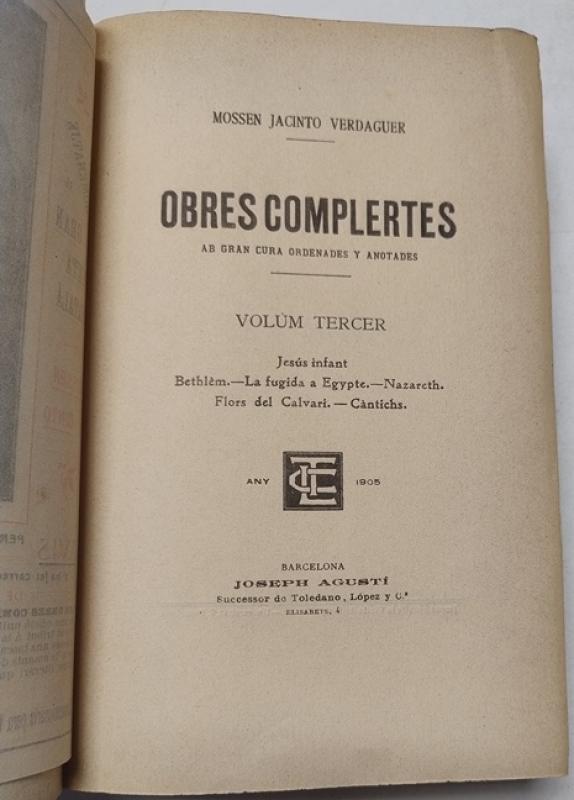 MOSSEN JACINTO VERDAGUER
OBRES COMPLERTES
AB GRAN CURA ORDENADES Y ANOTADES
VOLÙM TERCER
Jesús infant
Bethlèm.—La fugida a Egypte.—Nazareth.
Flors del Calvari.—Càntichs.
ANY 1905
BARCELONA
JOSEPH AGUSTÍ
Successor de Toledano, López y C.ª
ELISABETS, 4